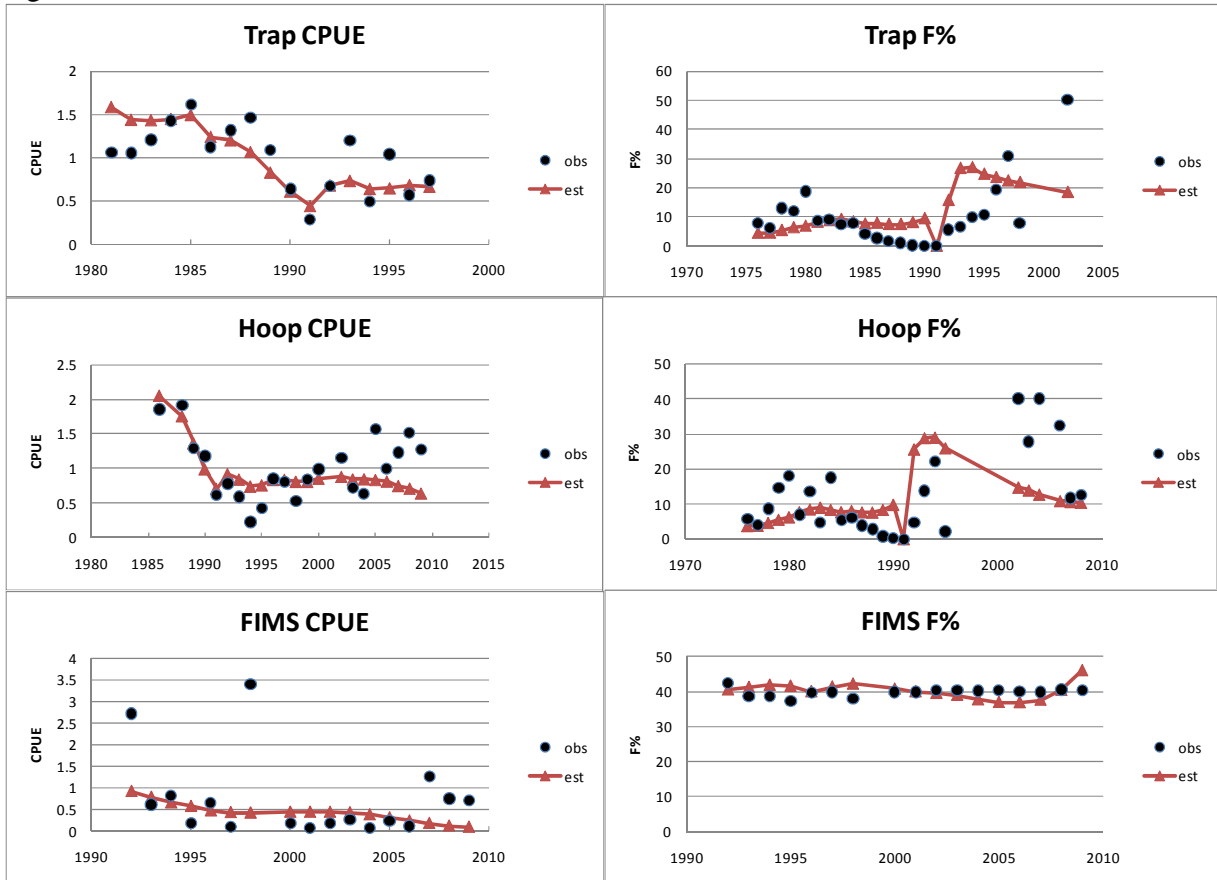 Trap CPUE
2
1.5
1
0.5
0
CPUE
1980 1985 1990 1995 2000
obs
est
Trap F%
60
50
40
30
20
10
0
F%
1970 1975 1980 1985 1990 1995 2000 2005
obs
est
Hoop CPUE
2.5
2
1.5
1
0.5
0
CPUE
1980 1985 1990 1995 2000 2005 2010 2015
obs
est
Hoop F%
50
40
30
20
10
0
F%
1970 1980 1990 2000 2010
obs
est
FIMS CPUE
4
3.5
3
2.5
2
1.5
1
0.5
0
CPUE
1990 1995 2000 2005 2010
obs
est
FIMS F%
50
40
30
20
10
0
F%
1990 1995 2000 2005 2010
obs
est